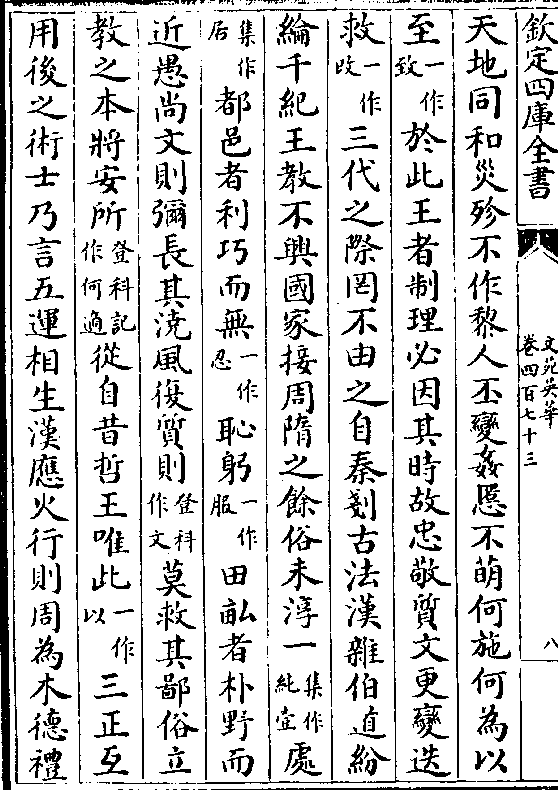 欽定四庫全書
文苑英華
卷四百七十三
八
天地同和災殄不作黎人丕變姦慝不萌何施何為以
至一作致於此王者制理必因其時故忠敬質文更變迭
救一作改三代之際罔不由之自秦剗古法漢雜伯道紛
綸千紀王教不興國家接周隋之餘俗未淳一集作純壹處
集作居都邑者利巧而無一作忍恥躬一作服田畝者朴野而
近愚尚文則彌長其澆風復質則登科作文莫救其鄙俗立
教之本將安所登科記作何適從自昔哲王唯此一作以三正互
用後之術士乃言五運相生漢應火行則周為木德禮